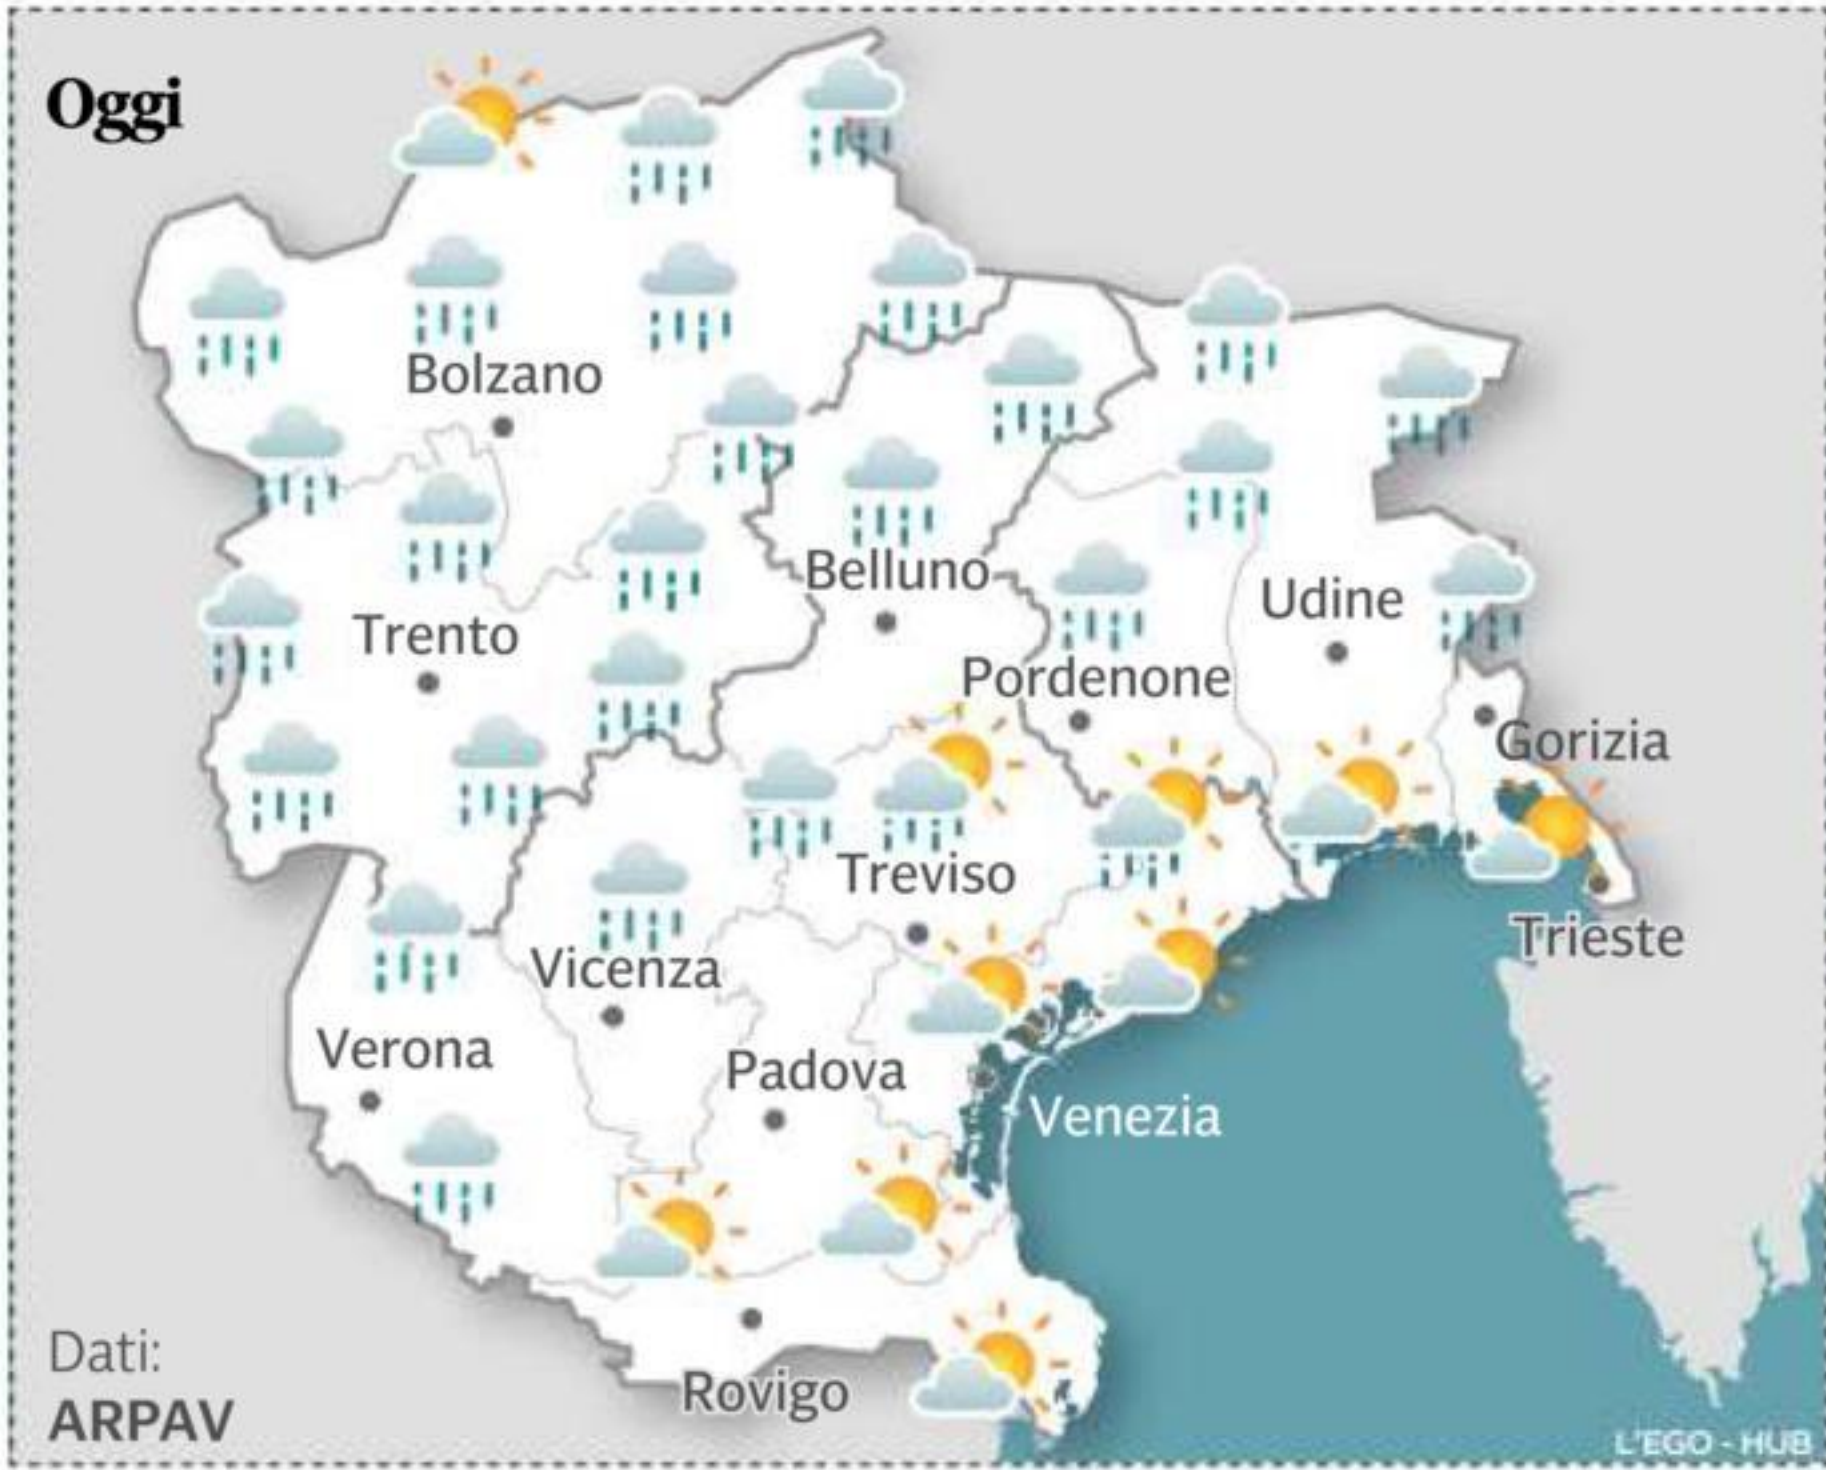 Oggi
Bolzano
Belluno
Udine
Trento
Pordenone
Gorizia
Treviso
Trieste
Vicenza
Verona
Padova
Venezia
Dati:
ARPAV
Rovigo
L'EGO - HUB